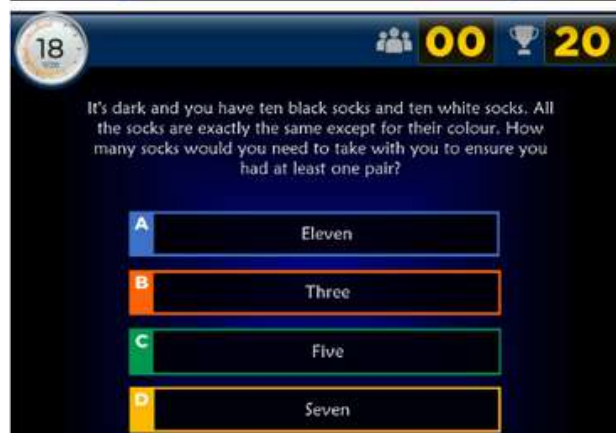 18
00
20
It's dark and you have ten black socks and ten white socks. All
the socks are exactly the same except for their colour. How
many socks would you need to take with you to ensure you
had at least one pair?
A
Eleven
B
Three
C
Five
D
Seven